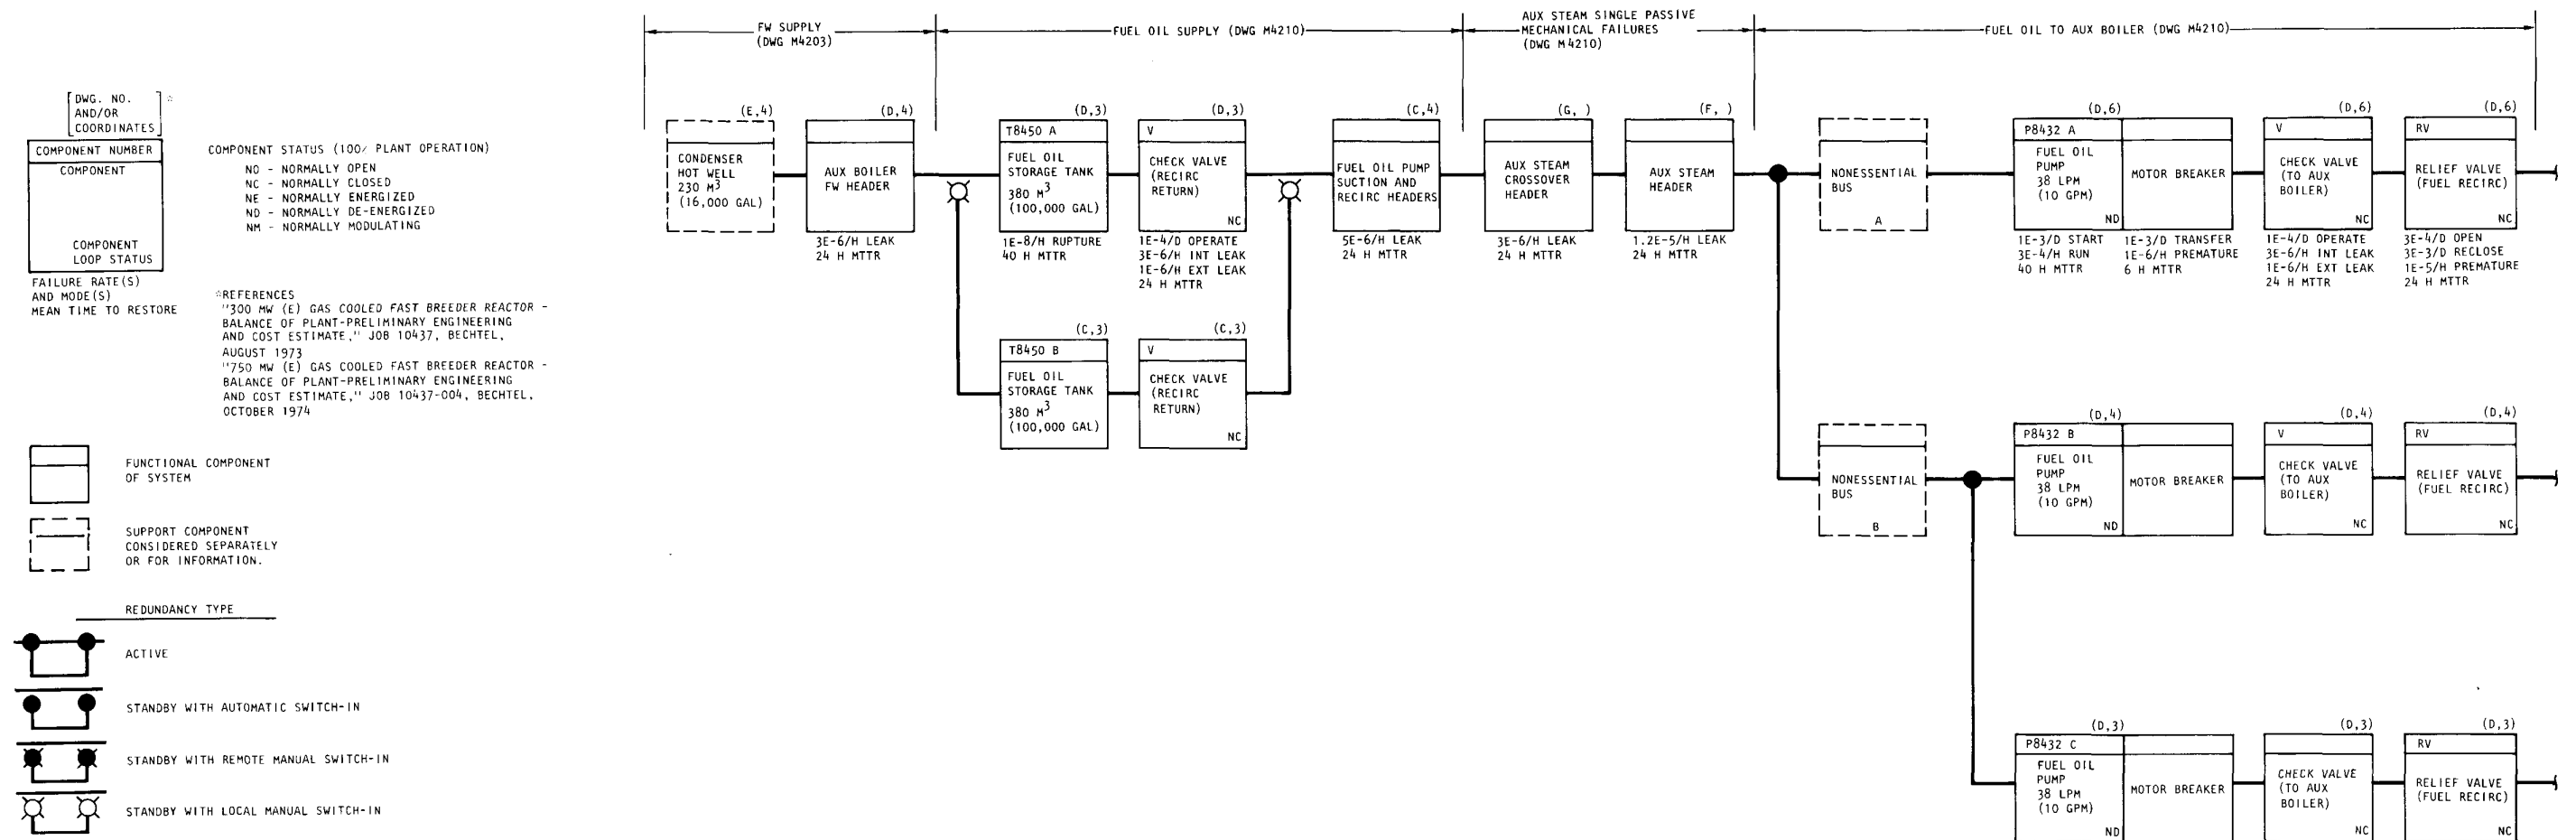 FW SUPPLY
(DWG M4203)
FUEL OIL SUPPLY (DWG M4210)
AUX STEAM SINGLE PASSIVE
MECHANICAL FAILURES
(DWG M4210)
FUEL OIL TO AUX BOILER (DWG M4210)
[DWG. NO. ]*
AND/OR
COORDINATES
COMPONENT NUMBER
COMPONENT
COMPONENT
LOOP STATUS
FAILURE RATE(S)
AND MODE(S)
MEAN TIME TO RESTORE
COMPONENT STATUS (100/ PLANT OPERATION)
NO - NORMALLY OPEN
NC - NORMALLY CLOSED
NE - NORMALLY ENERGIZED
ND - NORMALLY DE-ENERGIZED
NM - NORMALLY MODULATING
*REFERENCES
"300 MW (E) GAS COOLED FAST BREEDER REACTOR -
BALANCE OF PLANT-PRELIMINARY ENGINEERING
AND COST ESTIMATE," JOB 10437, BECHTEL,
AUGUST 1973
"750 MW (E) GAS COOLED FAST BREEDER REACTOR -
BALANCE OF PLANT-PRELIMINARY ENGINEERING
AND COST ESTIMATE," JOB 10437-004, BECHTEL,
OCTOBER 1974
FUNCTIONAL COMPONENT
OF SYSTEM
SUPPORT COMPONENT
CONSIDERED SEPARATELY
OR FOR INFORMATION.
REDUNDANCY TYPE
ACTIVE
STANDBY WITH AUTOMATIC SWITCH-IN
STANDBY WITH REMOTE MANUAL SWITCH-IN
STANDBY WITH LOCAL MANUAL SWITCH-IN
(E,4)
CONDENSER
HOT WELL
230 M3
(16,000 GAL)
(D,4)
AUX BOILER
FW HEADER
3E-6/H LEAK
24 H MTTR
(D,3)
T8450 A
FUEL OIL
STORAGE TANK
380 M3
(100,000 GAL)
1E-8/H RUPTURE
40 H MTTR
(D,3)
V
CHECK VALVE
(RECIRC
RETURN)
NC
1E-4/D OPERATE
3E-6/H INT LEAK
1E-6/H EXT LEAK
24 H MTTR
(C,4)
FUEL OIL PUMP
SUCTION AND
RECIRC HEADERS
5E-6/H LEAK
24 H MTTR
(G, )
AUX STEAM
CROSSOVER
HEADER
3E-6/H LEAK
24 H MTTR
(F, )
AUX STEAM
HEADER
1.2E-5/H LEAK
24 H MTTR
NONESSENTIAL
BUS
A
(D,6)
P8432 A
FUEL OIL
PUMP
38 LPM
(10 GPM)
ND
1E-3/D START
3E-4/H RUN
40 H MTTR
MOTOR BREAKER
1E-3/D TRANSFER
1E-6/H PREMATURE
6 H MTTR
(D,6)
V
CHECK VALVE
(TO AUX
BOILER)
NC
1E-4/D OPERATE
3E-6/H INT LEAK
1E-6/H EXT LEAK
24 H MTTR
(D,6)
RV
RELIEF VALVE
(FUEL RECIRC)
NC
3E-4/D OPEN
3E-3/D RECLOSE
1E-5/H PREMATURE
24 H MTTR
(C,3)
T8450 B
FUEL OIL
STORAGE TANK
380 M3
(100,000 GAL)
(C,3)
V
CHECK VALVE
(RECIRC
RETURN)
NC
NONESSENTIAL
BUS
B
(D,4)
P8432 B
FUEL OIL
PUMP
38 LPM
(10 GPM)
ND
MOTOR BREAKER
(D,4)
V
CHECK VALVE
(TO AUX
BOILER)
NC
(D,4)
RV
RELIEF VALVE
(FUEL RECIRC)
NC
(D,3)
P8432 C
FUEL OIL
PUMP
38 LPM
(10 GPM)
ND
MOTOR BREAKER
(D,3)
CHECK VALVE
(TO AUX
BOILER)
NC
(D,3)
RV
RELIEF VALVE
(FUEL RECIRC)
NC